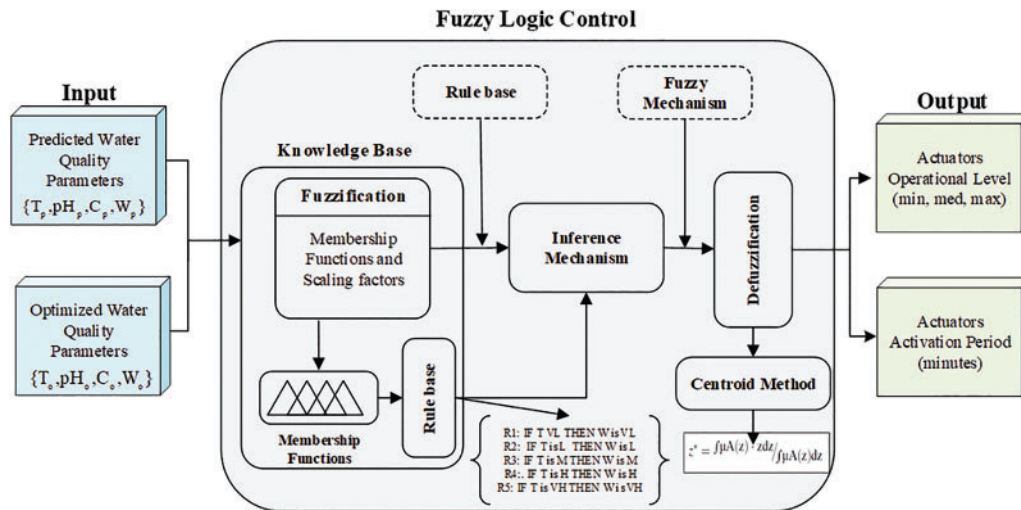 Fuzzy Logic Control
Input
Predicted Water
Quality
Parameters
{Tₚ,pHₚ,Cₚ,Wₚ}
Optimized Water
Quality
Parameters
{Tₒ,pHₒ,Cₒ,Wₒ}
Rule base
Fuzzy
Mechanism
Knowledge Base
Fuzzification
Membership
Functions and
Scaling factors
Membership
Functions
Rule base
Inference
Mechanism
Defuzzification
Centroid Method
R1: IF T VL THEN W is VL
R2: IF T is L THEN W is L
R3: IF T is M THEN W is M
R4:. IF T is H THEN W is H
R5: IF T is VH THEN W is VH
z* = ∫μA(z) · zdz/∫μA(z)dz
Output
Actuators
Operational Level
(min, med, max)
Actuators
Activation Period
(minutes)